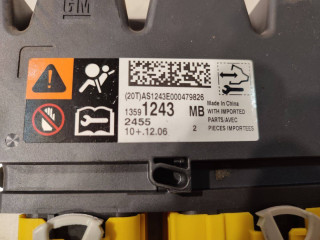 GM
(20T)AS1243E000479826
1359 1243 MB
2455
10+.12.06 2
Made in China
WITH IMPORTED
PARTS/AVEC
PIECES IMPORTEES